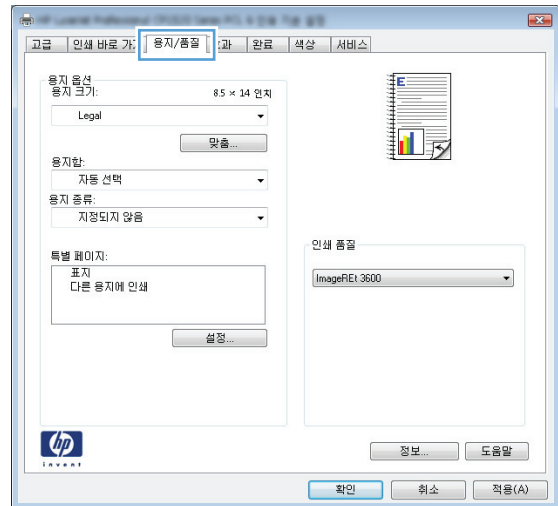 고급
인쇄 바로 가
용지/품질
과
완료
색상
서비스
용지 옵션
용지 크기:
8.5 × 14 인치
Legal
맞춤...
용지함:
자동 선택
용지 종류:
지정되지 않음
특별 페이지:
표지
다른 용지에 인쇄
설정...
E
인쇄 품질
ImageREt 3600
hp
invent
정보...
도움말
확인
취소
적용(A)